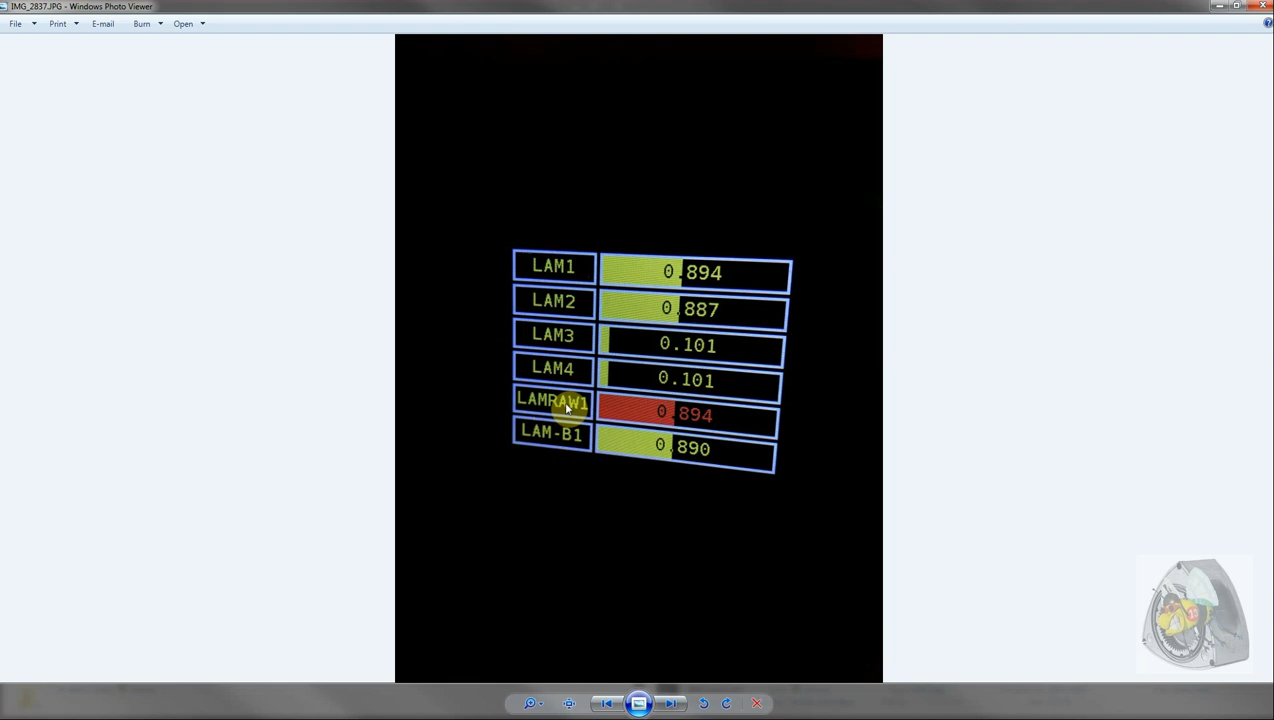 IMG_2837.JPG - Windows Photo Viewer
File Print E-mail Burn Open
LAM1 0.894
LAM2 0.887
LAM3 0.101
LAM4 0.101
LAMRAW1 0.894
LAM-B1 0.890